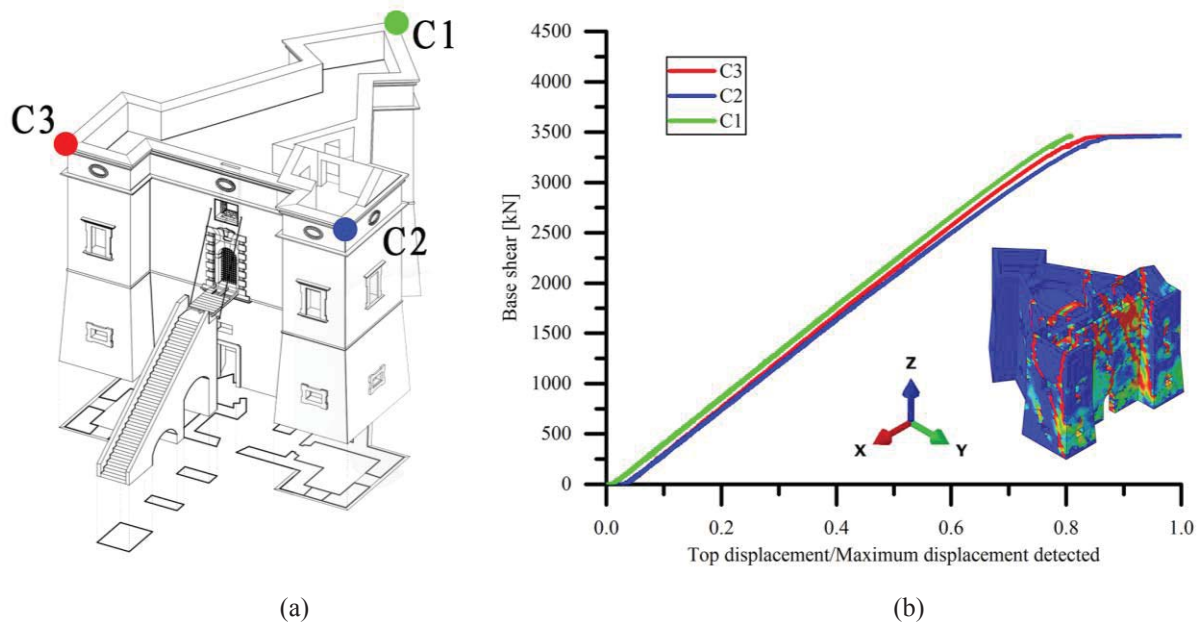 C1
C3
C2
4500
4000
3500
3000
2500
2000
1500
1000
500
0
Base shear [kN]
C3
C2
C1
Z
X
Y
0.0 0.2 0.4 0.6 0.8 1.0
Top displacement/Maximum displacement detected
(a)
(b)